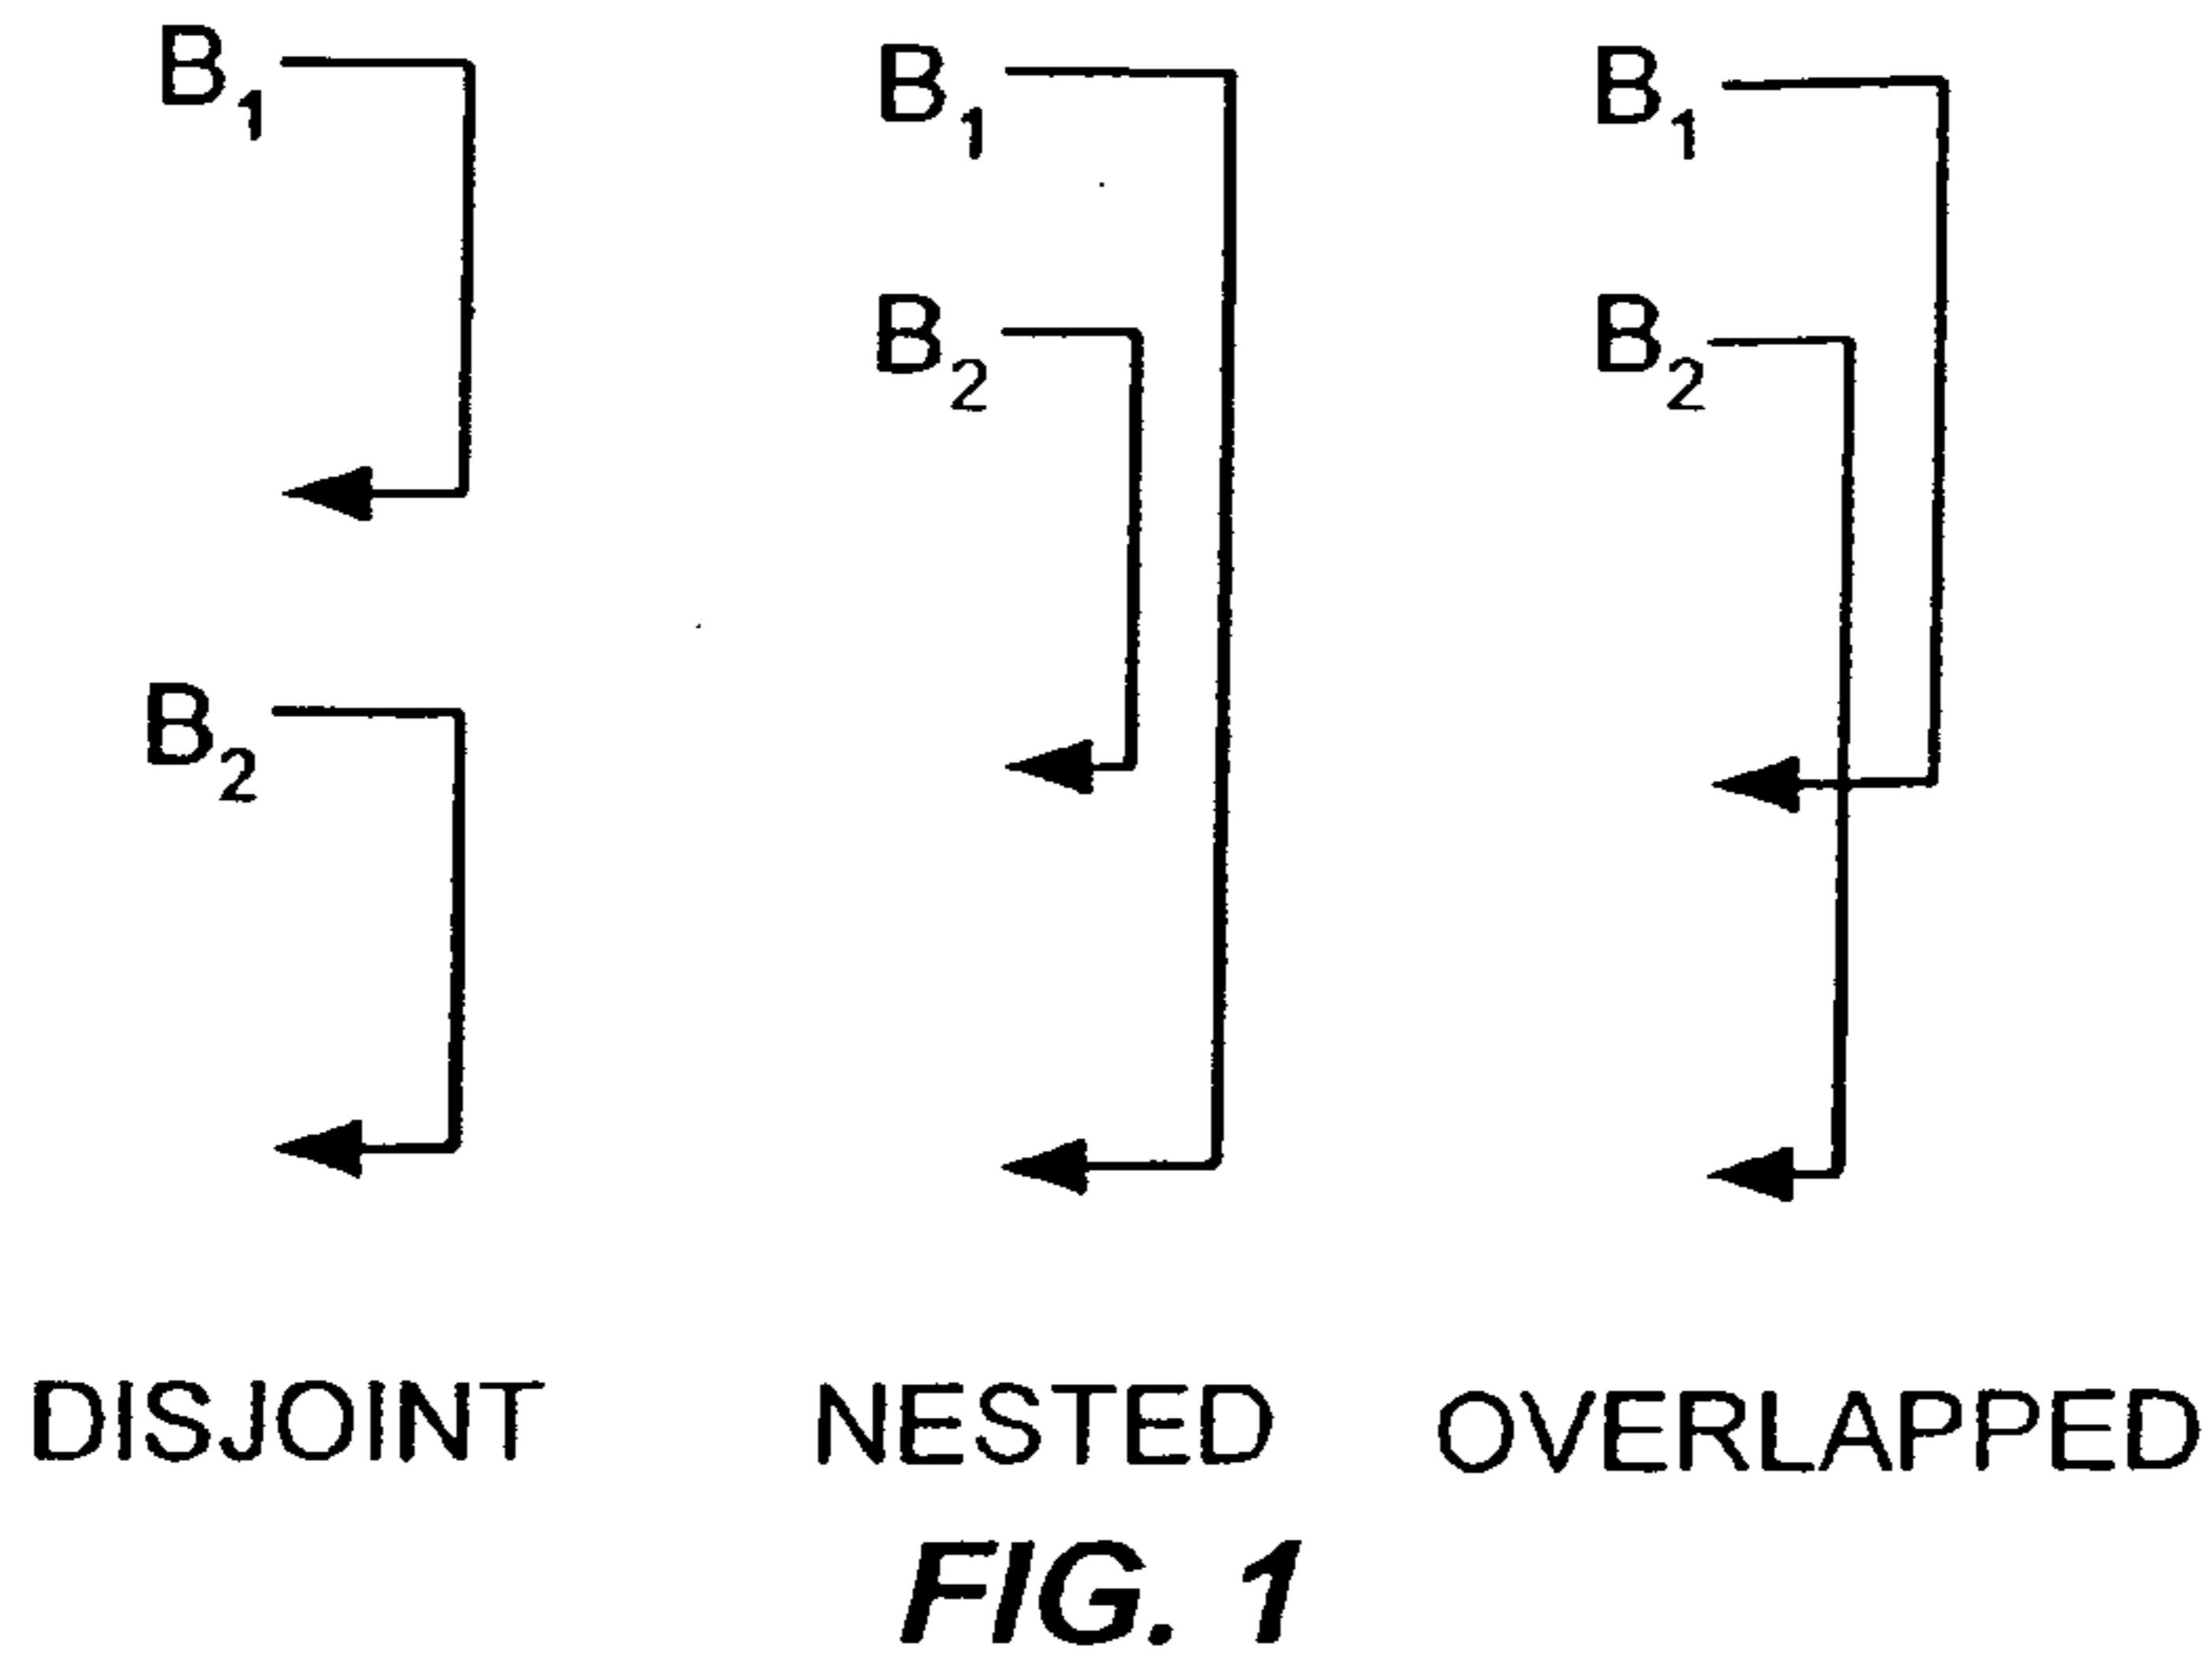 B1
B2
DISJOINT
B1
B2
NESTED
B1
B2
OVERLAPPED
FIG. 1